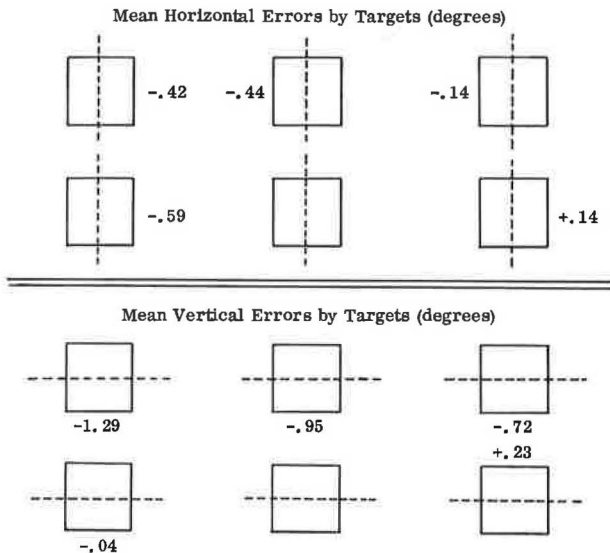 Mean Horizontal Errors by Targets (degrees)
-.42 -.44 -.14
-.59 +.14
Mean Vertical Errors by Targets (degrees)
-1.29 -.95 -.72
+.23
-.04